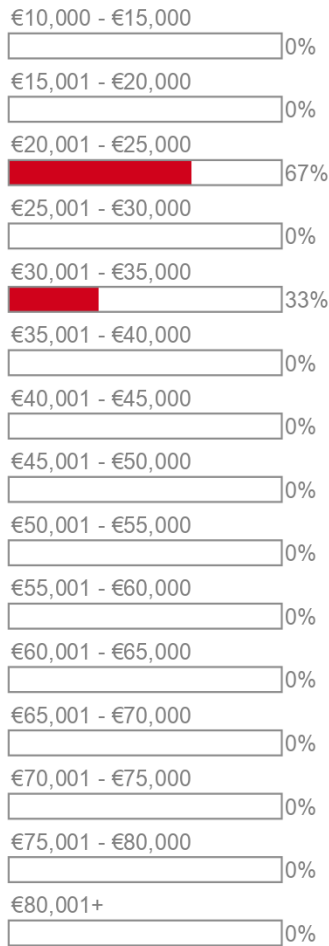 €10,000 - €15,000
0%
€15,001 - €20,000
0%
€20,001 - €25,000
67%
€25,001 - €30,000
0%
€30,001 - €35,000
33%
€35,001 - €40,000
0%
€40,001 - €45,000
0%
€45,001 - €50,000
0%
€50,001 - €55,000
0%
€55,001 - €60,000
0%
€60,001 - €65,000
0%
€65,001 - €70,000
0%
€70,001 - €75,000
0%
€75,001 - €80,000
0%
€80,001+
0%